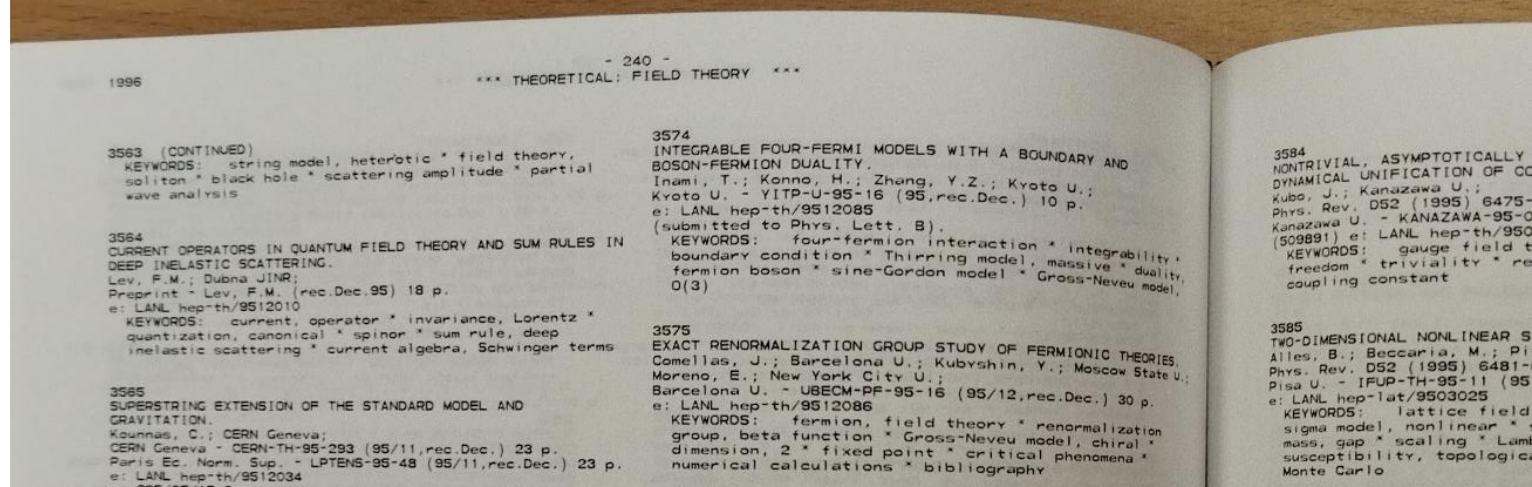 - 240 -
1996
*** THEORETICAL: FIELD THEORY ***
3563 (CONTINUED)
KEYWORDS: string model, heterotic * field theory,
soliton * black hole * scattering amplitude * partial
wave analysis
3564
CURRENT OPERATORS IN QUANTUM FIELD THEORY AND SUM RULES IN
DEEP INELASTIC SCATTERING.
Lev, F.M.; Dubna JINR;
Preprint - Lev, F.M. (rec.Dec.95) 18 p.
e: LANL hep-th/9512010
KEYWORDS: current, operator * invariance, Lorentz *
quantization, canonical * spinor * sum rule, deep
inelastic scattering * current algebra, Schwinger terms
3565
SUPERSTRING EXTENSION OF THE STANDARD MODEL AND
GRAVITATION.
Kounnas, C.; CERN Geneva;
CERN Geneva - CERN-TH-95-293 (95/11,rec.Dec.) 23 p.
Paris Ec. Norm. Sup. - LPTENS-95-48 (95/11,rec.Dec.) 23 p.
e: LANL hep-th/9512034
3574
INTEGRABLE FOUR-FERMI MODELS WITH A BOUNDARY AND
BOSON-FERMION DUALITY.
Inami, T.; Konno, H.; Zhang, Y.Z.; Kyoto U.;
Kyoto U. - YITP-U-95-16 (95,rec.Dec.) 10 p.
e: LANL hep-th/9512085
(submitted to Phys. Lett. B).
KEYWORDS: four-fermion interaction * integrability *
boundary condition * Thirring model, massive * duality,
fermion boson * sine-Gordon model * Gross-Neveu model,
O(3)
3575
EXACT RENORMALIZATION GROUP STUDY OF FERMIONIC THEORIES.
Comellas, J.; Barcelona U.; Kubyshin, Y.; Moscow State U.;
Moreno, E.; New York City U.;
Barcelona U. - UBECM-PF-95-16 (95/12,rec.Dec.) 30 p.
e: LANL hep-th/9512086
KEYWORDS: fermion, field theory * renormalization
group, beta function * Gross-Neveu model, chiral *
dimension, 2 * fixed point * critical phenomena *
numerical calculations * bibliography
3584
NONTRIVIAL, ASYMPTOTICALLY
DYNAMICAL UNIFICATION OF CO
Kubo, J.; Kanazawa U.;
Phys. Rev. D52 (1995) 6475-
Kanazawa U. - KANAZAWA-95-0
(509891) e: LANL hep-th/950
KEYWORDS: gauge field t
freedom * triviality * re
coupling constant
3585
TWO-DIMENSIONAL NONLINEAR S
Alles, B.; Beccaria, M.; Pi
Phys. Rev. D52 (1995) 6481-
Pisa U. - IFUP-TH-95-11 (95
e: LANL hep-lat/9503025
KEYWORDS: lattice field
sigma model, nonlinear *
mass, gap * scaling * Lamb
susceptibility, topologica
Monte Carlo